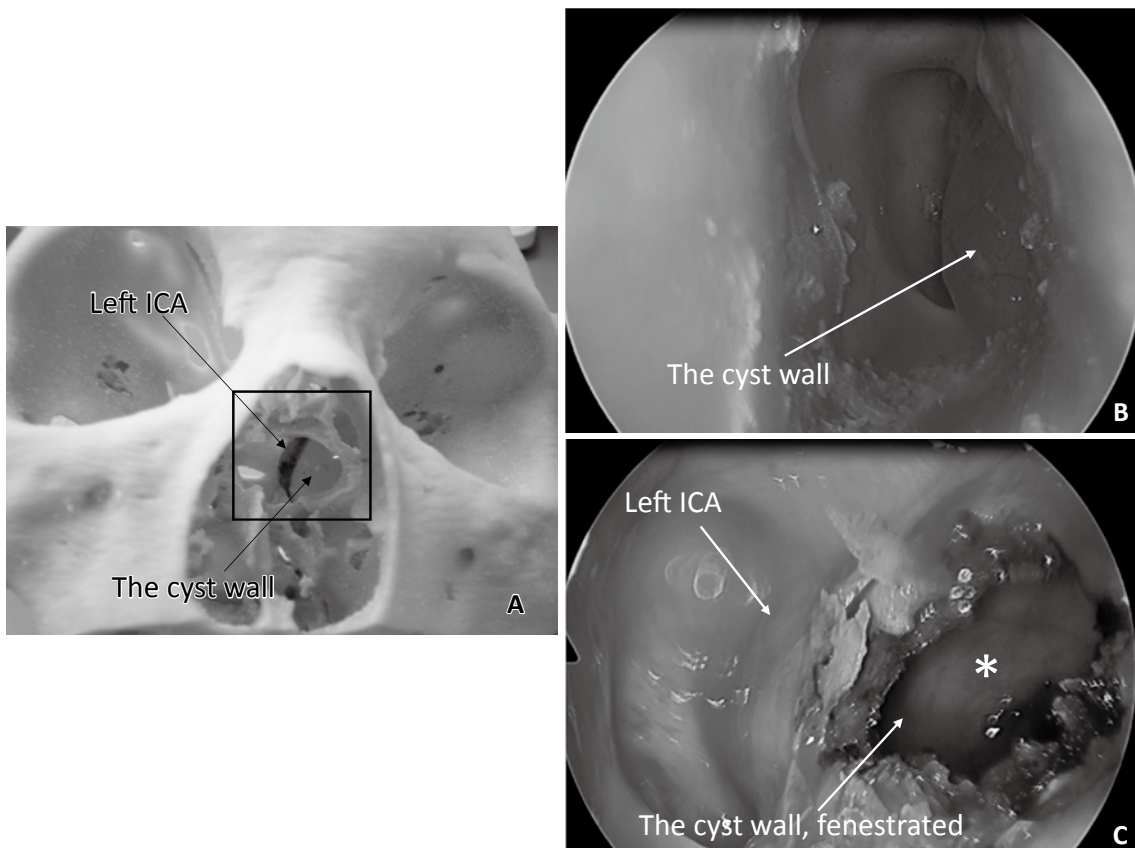 Left ICA
The cyst wall
A
The cyst wall
B
Left ICA
*
The cyst wall, fenestrated
C